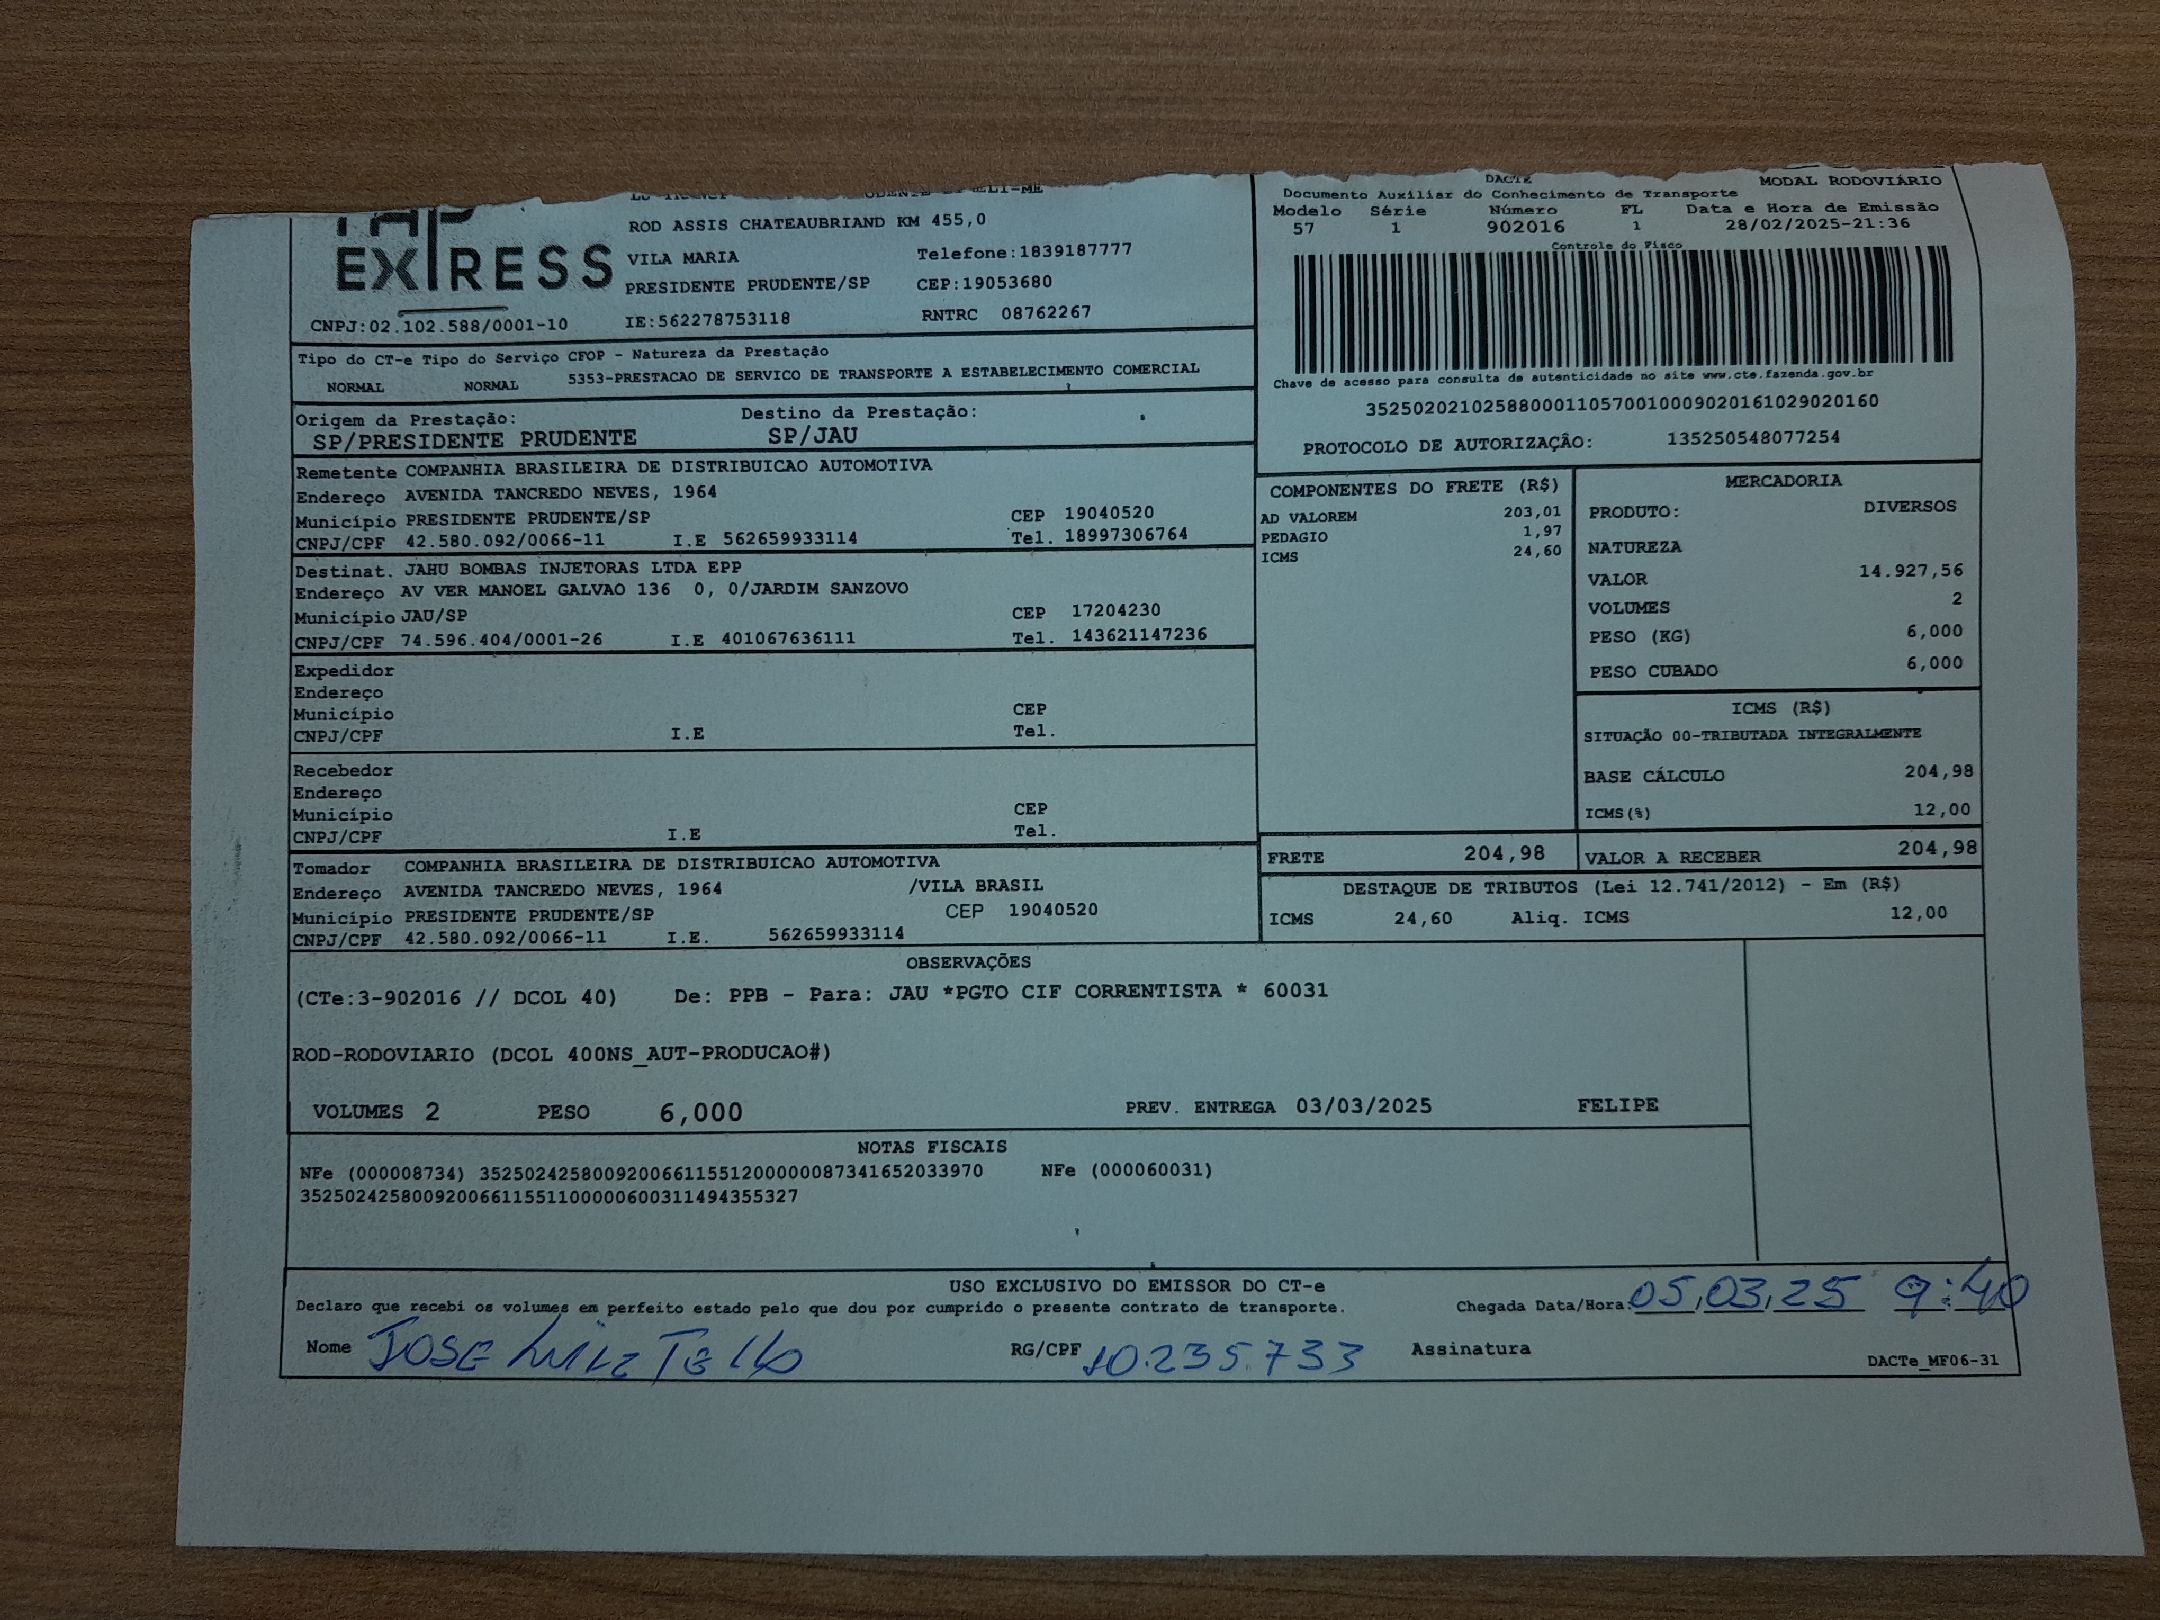 EXPRESS
CNPJ:02.102.588/0001-10
ROD ASSIS CHATEAUBRIAND KM 455,0
VILA MARIA Telefone:1839187777
PRESIDENTE PRUDENTE/SP CEP:19053680
IE:562278753118 RNTRC 08762267
DACTE MODAL RODOVIÁRIO
Documento Auxiliar do Conhecimento de Transporte
Modelo Série Número FL Data e Hora de Emissão
57 1 902016 1 28/02/2025-21:36
Controle do Fisco
Chave de acesso para consulta de autenticidade no site www.cte.fazenda.gov.br
35250202102588000110570010009020161029020160
PROTOCOLO DE AUTORIZAÇÃO: 135250548077254
Tipo do CT-e Tipo do Serviço CFOP - Natureza da Prestação
NORMAL NORMAL 5353-PRESTACAO DE SERVICO DE TRANSPORTE A ESTABELECIMENTO COMERCIAL
Origem da Prestação: Destino da Prestação:
SP/PRESIDENTE PRUDENTE SP/JAU
Remetente COMPANHIA BRASILEIRA DE DISTRIBUICAO AUTOMOTIVA
Endereço AVENIDA TANCREDO NEVES, 1964
Município PRESIDENTE PRUDENTE/SP CEP 19040520
CNPJ/CPF 42.580.092/0066-11 I.E 562659933114 Tel. 18997306764
Destinat. JAHU BOMBAS INJETORAS LTDA EPP
Endereço AV VER MANOEL GALVAO 136 0, 0/JARDIM SANZOVO
Município JAU/SP CEP 17204230
CNPJ/CPF 74.596.404/0001-26 I.E 401067636111 Tel. 143621147236
Expedidor
Endereço
Município CEP
CNPJ/CPF I.E Tel.
Recebedor
Endereço
Município CEP
CNPJ/CPF I.E Tel.
Tomador COMPANHIA BRASILEIRA DE DISTRIBUICAO AUTOMOTIVA
Endereço AVENIDA TANCREDO NEVES, 1964 /VILA BRASIL
Município PRESIDENTE PRUDENTE/SP CEP 19040520
CNPJ/CPF 42.580.092/0066-11 I.E. 562659933114
COMPONENTES DO FRETE (R$)
AD VALOREM 203,01
PEDAGIO 1,97
ICMS 24,60
MERCADORIA
PRODUTO: DIVERSOS
NATUREZA
VALOR 14.927,56
VOLUMES 2
PESO (KG) 6,000
PESO CUBADO 6,000
ICMS (R$)
SITUAÇÃO 00-TRIBUTADA INTEGRALMENTE
BASE CÁLCULO 204,98
ICMS(%) 12,00
FRETE 204,98 VALOR A RECEBER 204,98
DESTAQUE DE TRIBUTOS (Lei 12.741/2012) - Em (R$)
ICMS 24,60 Aliq. ICMS 12,00
OBSERVAÇÕES
(CTe:3-902016 // DCOL 40) De: PPB - Para: JAU *PGTO CIF CORRENTISTA * 60031
ROD-RODOVIARIO (DCOL 400NS_AUT-PRODUCAO#)
VOLUMES 2 PESO 6,000 PREV. ENTREGA 03/03/2025 FELIPE
NOTAS FISCAIS
NFe (000008734) 35250242580092006611551200000087341652033970 NFe (000060031)
35250242580092006611551100000600311494355327
USO EXCLUSIVO DO EMISSOR DO CT-e
Declaro que recebi os volumes em perfeito estado pelo que dou por cumprido o presente contrato de transporte. Chegada Data/Hora: 05,03,25 9:40
Nome JOSE LUIZ TELLO RG/CPF 10.235.733 Assinatura
DACTe_MF06-31